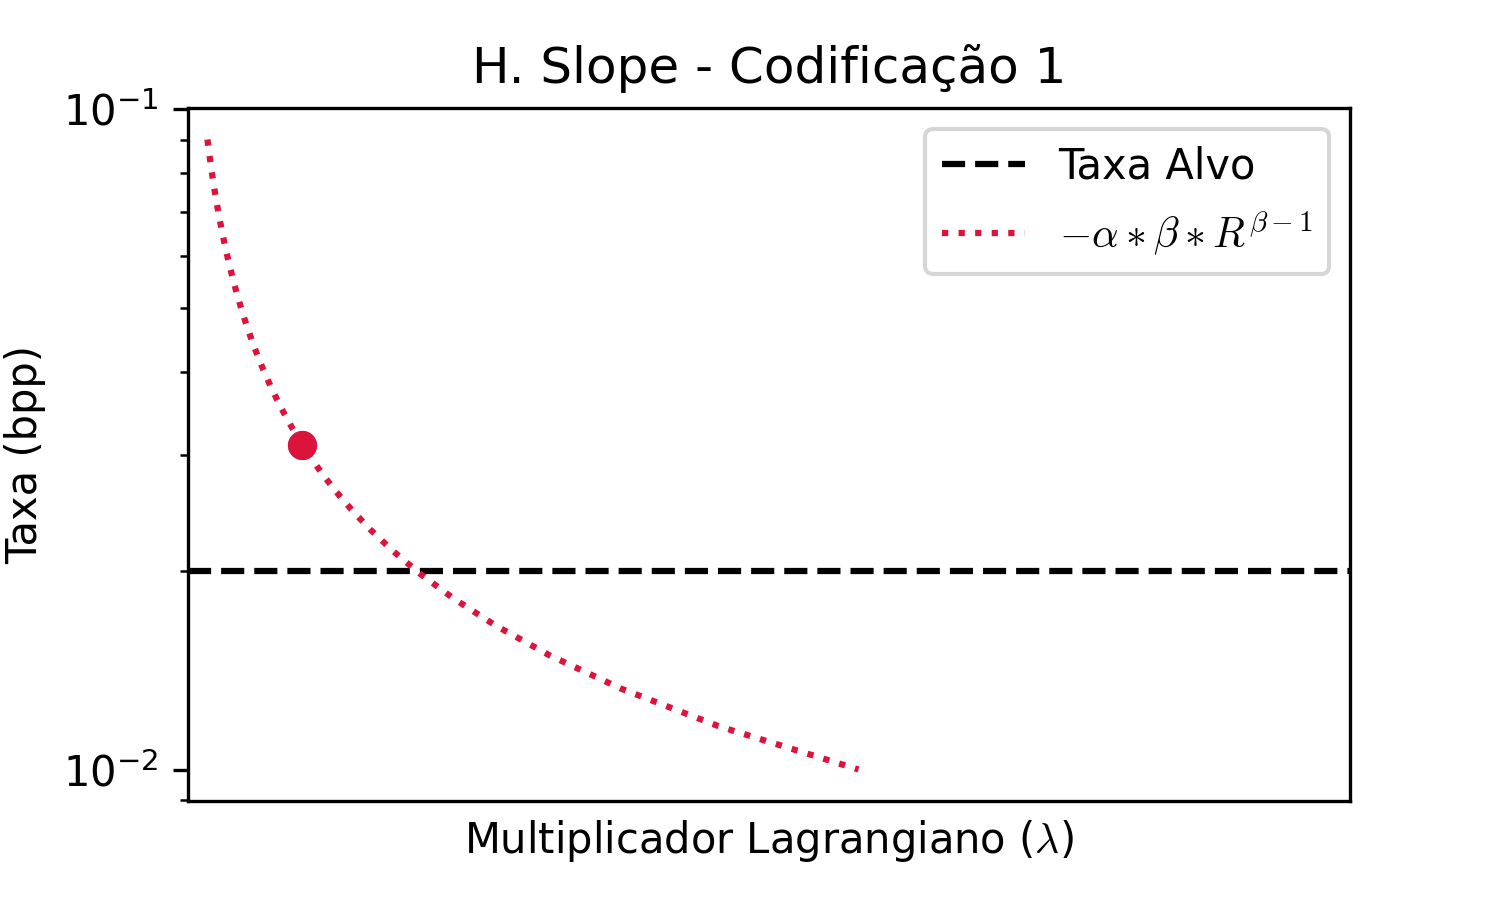 H. Slope - Codificação 1
10⁻¹
Taxa Alvo
−α ∗ β ∗ R^{β−1}
Taxa (bpp)
10⁻²
Multiplicador Lagrangiano (λ)